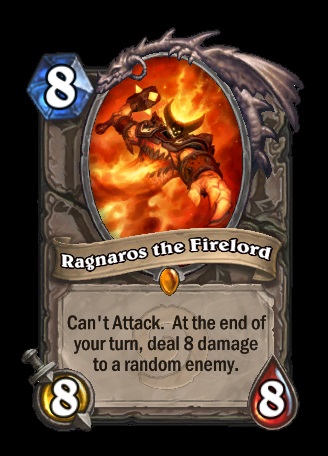 8
Ragnaros the Firelord
Can't Attack. At the end of
your turn, deal 8 damage
to a random enemy.
8
8